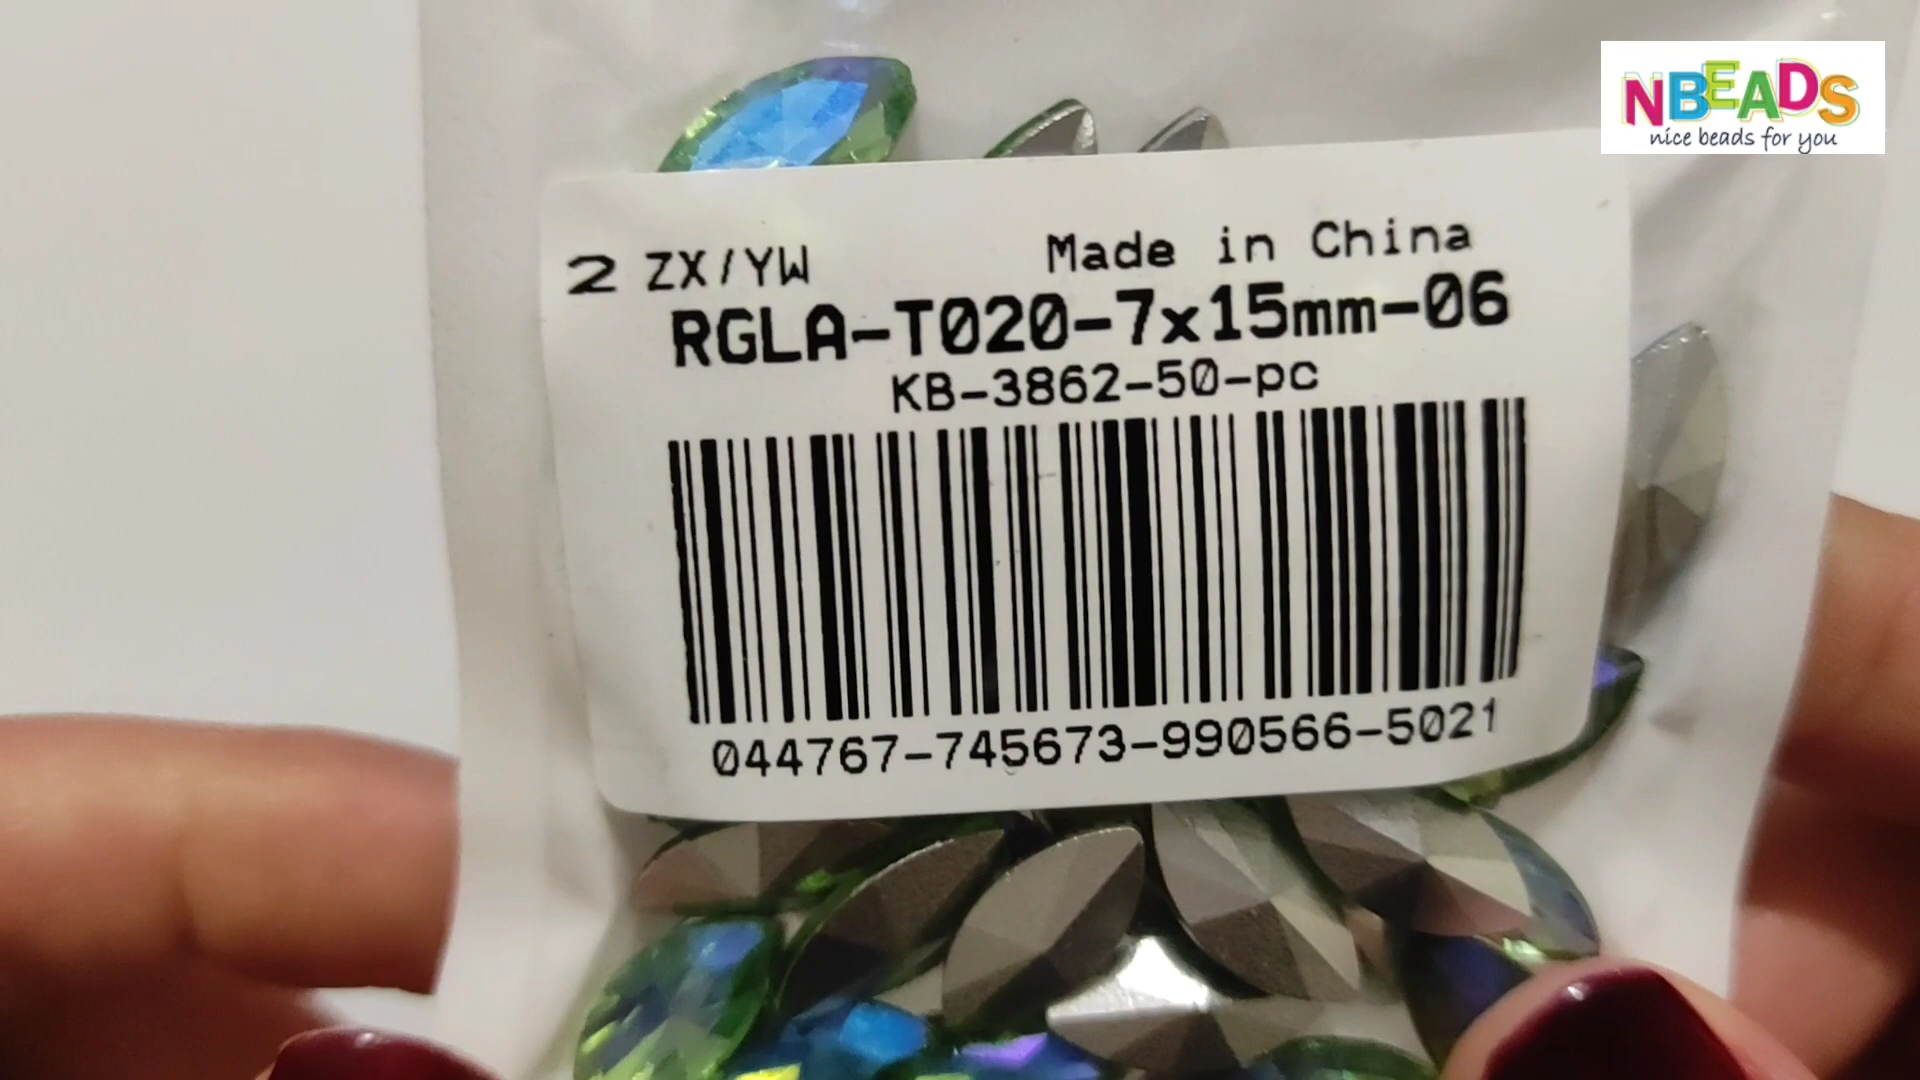 NBEADS
nice beads for you
2 ZX/YW Made in China
RGLA-T020-7x15mm-06
KB-3862-50-pc
044767-745673-990566-5021